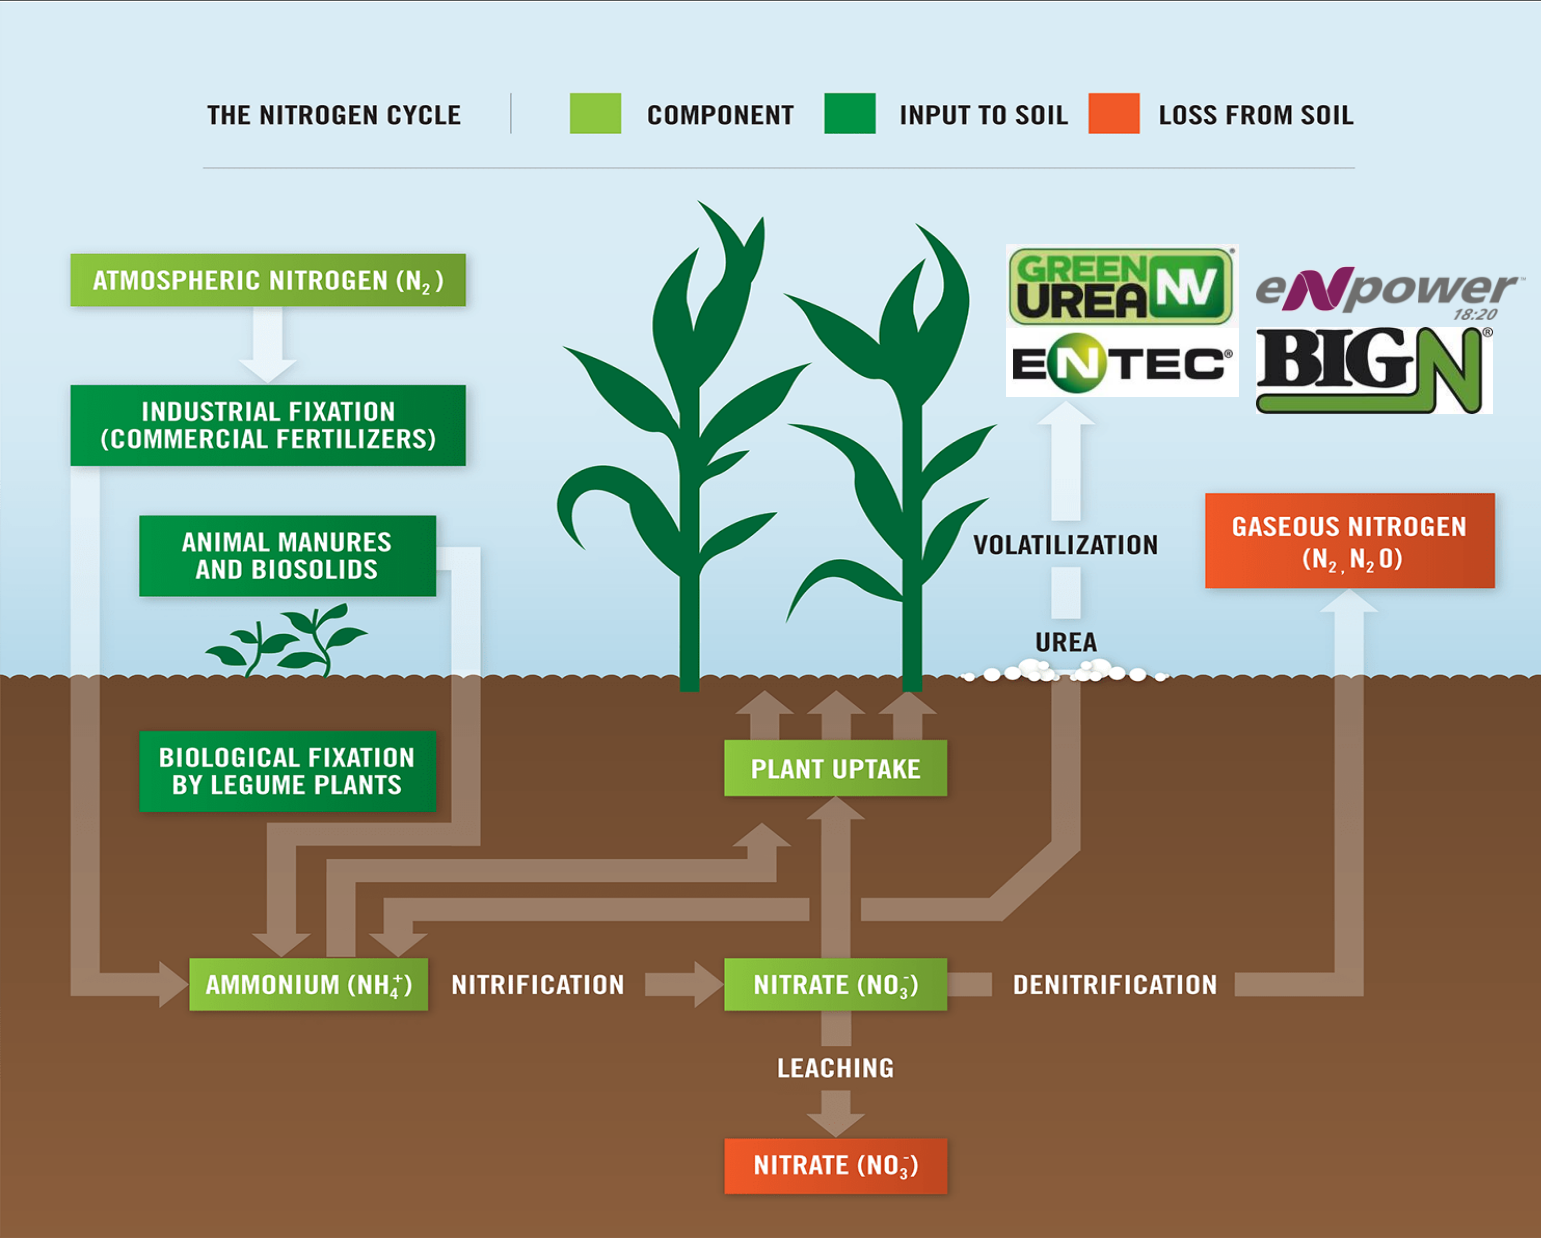 THE NITROGEN CYCLE
COMPONENT
INPUT TO SOIL
LOSS FROM SOIL
ATMOSPHERIC NITROGEN (N₂)
INDUSTRIAL FIXATION
(COMMERCIAL FERTILIZERS)
ANIMAL MANURES
AND BIOSOLIDS
BIOLOGICAL FIXATION
BY LEGUME PLANTS
GREEN
UREA NV
ENTEC®
eNpower™
18:20
BIGN®
VOLATILIZATION
UREA
GASEOUS NITROGEN
(N₂, N₂O)
PLANT UPTAKE
AMMONIUM (NH₄⁺)
NITRIFICATION
NITRATE (NO₃⁻)
DENITRIFICATION
LEACHING
NITRATE (NO₃⁻)